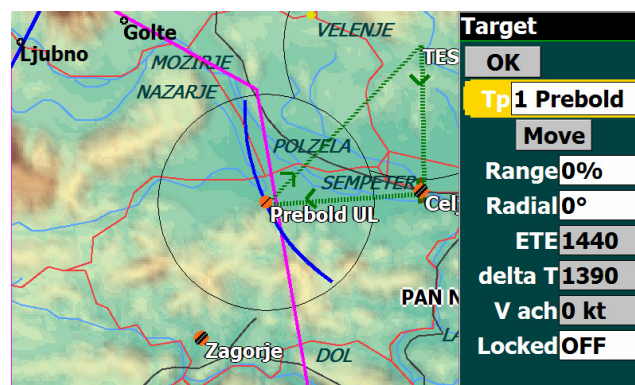 Golte
Ljubno
VELENJE
TES
MOZIRJE
NAZARJE
POLZELA
SEMPETER
Celj
Prebold UL
PAN N
Zagorje
DOL
LA
Target
OK
Tp 1 Prebold
Move
Range 0%
Radial 0°
ETE 1440
delta T 1390
V ach 0 kt
Locked OFF